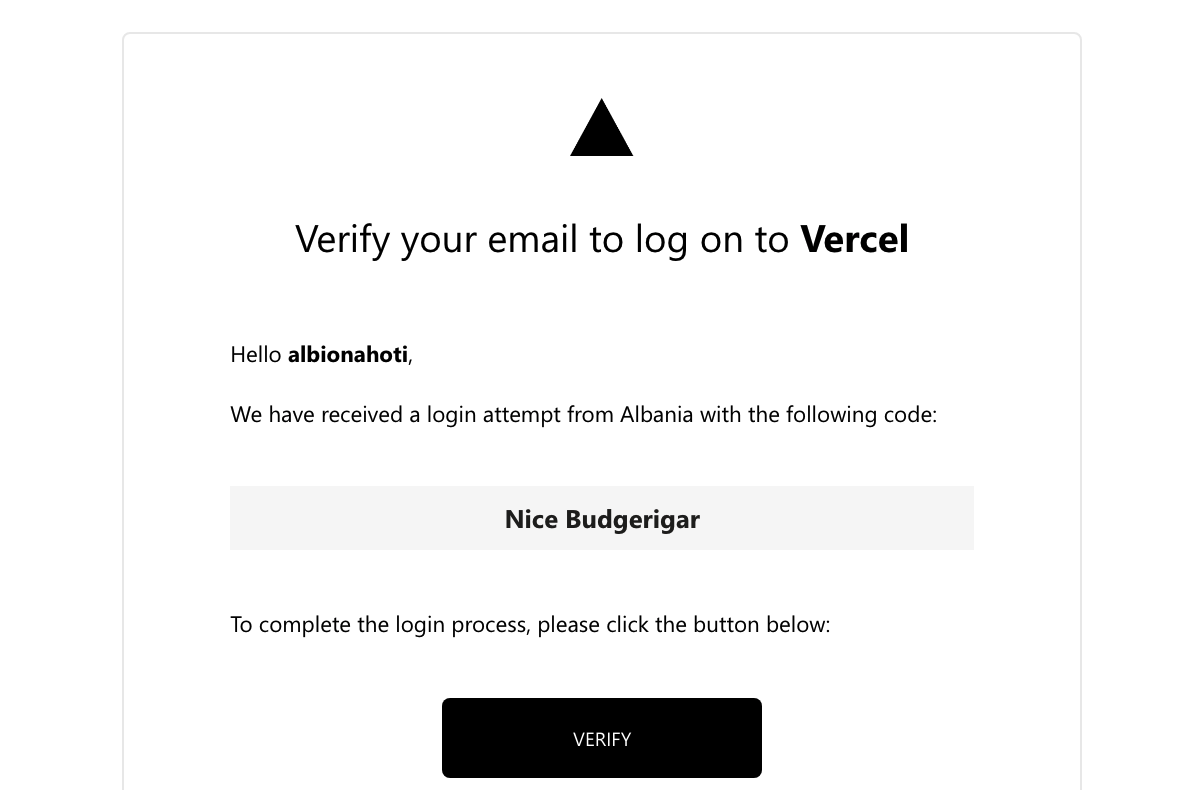 Verify your email to log on to Vercel
Hello albionahoti,
We have received a login attempt from Albania with the following code:
Nice Budgerigar
To complete the login process, please click the button below:
VERIFY